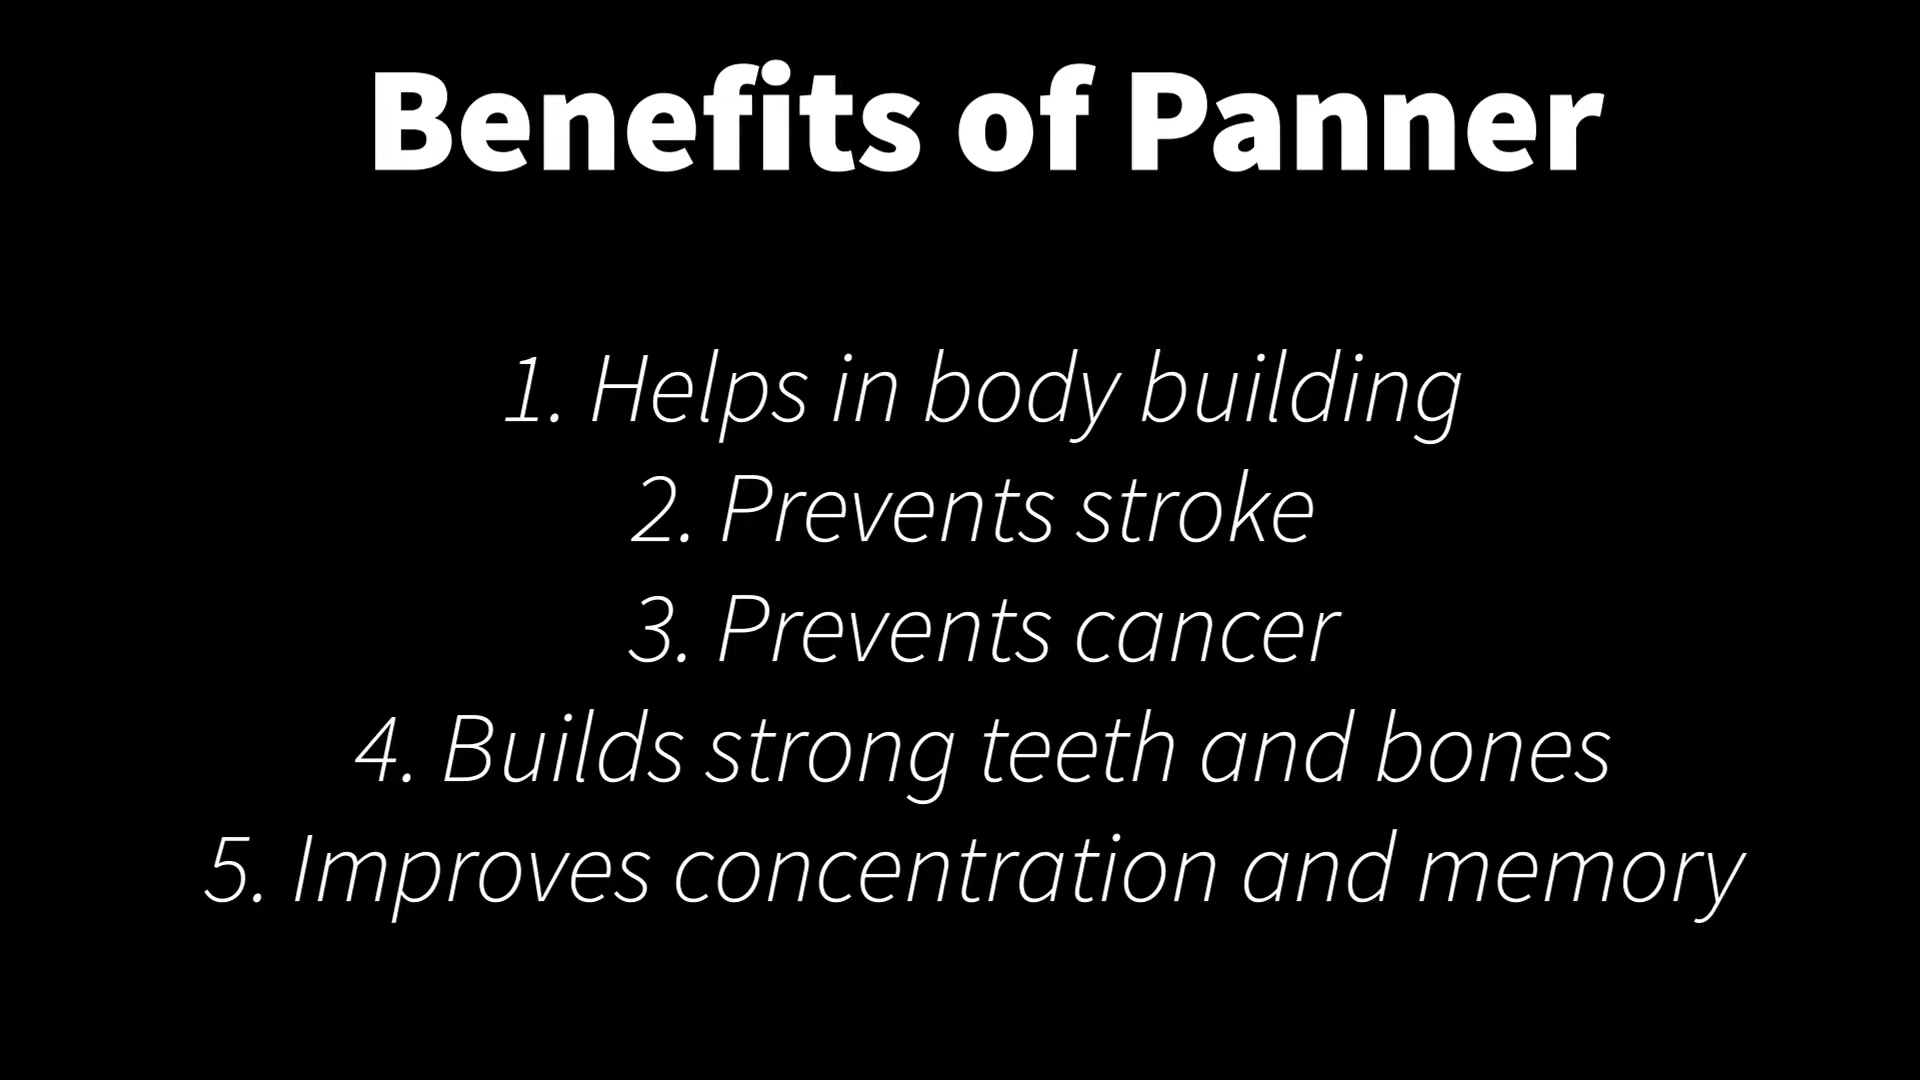 Benefits of Panner
1. Helps in body building
2. Prevents stroke
3. Prevents cancer
4. Builds strong teeth and bones
5. Improves concentration and memory